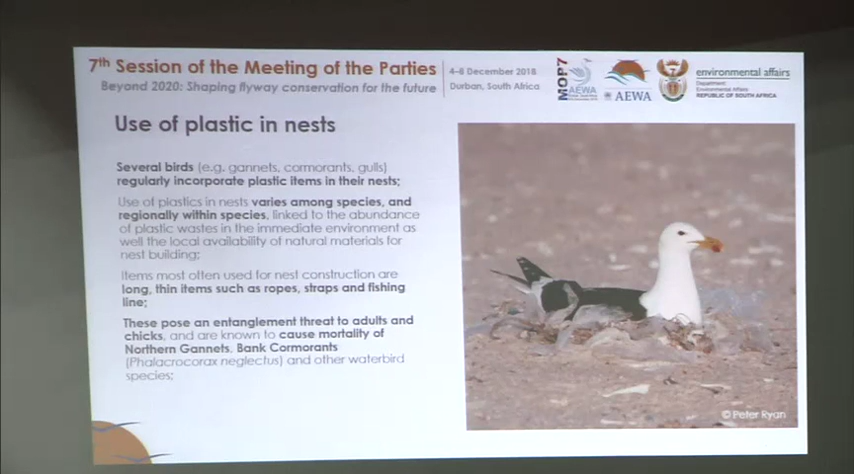 7th Session of the Meeting of the Parties
Beyond 2020: Shaping flyway conservation for the future
4-8 December 2018
Durban, South Africa
MOP7
AEWA
AEWA
environmental affairs
Department:
Environmental Affairs
REPUBLIC OF SOUTH AFRICA
Use of plastic in nests
Several birds (e.g. gannets, cormorants, gulls)
regularly incorporate plastic items in their nests;
Use of plastics in nests varies among species, and
regionally within species, linked to the abundance
of plastic wastes in the immediate environment as
well the local availability of natural materials for
nest building;
Items most often used for nest construction are
long, thin items such as ropes, straps and fishing
line;
These pose an entanglement threat to adults and
chicks, and are known to cause mortality of
Northern Gannets, Bank Cormorants
(Phalacrocorax neglectus) and other waterbird
species;
© Peter Ryan